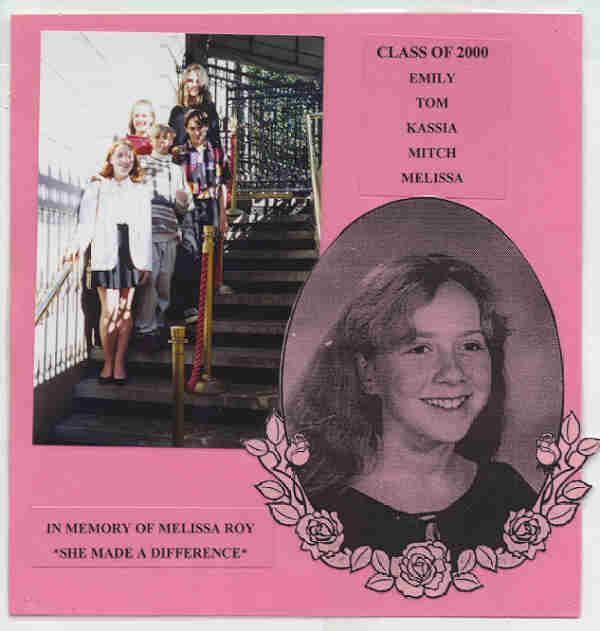 CLASS OF 2000
EMILY
TOM
KASSIA
MITCH
MELISSA
IN MEMORY OF MELISSA ROY
*SHE MADE A DIFFERENCE*